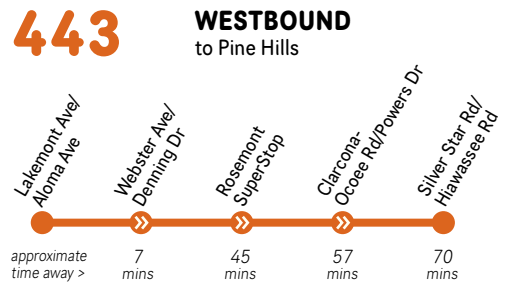 443
WESTBOUND
to Pine Hills
Lakemont Ave/
Aloma Ave
Webster Ave/
Denning Dr
Rosemont
SuperStop
Clarcona-
Ocoee Rd/Powers Dr
Silver Star Rd/
Hiawassee Rd
approximate
time away >
7
mins
45
mins
57
mins
70
mins